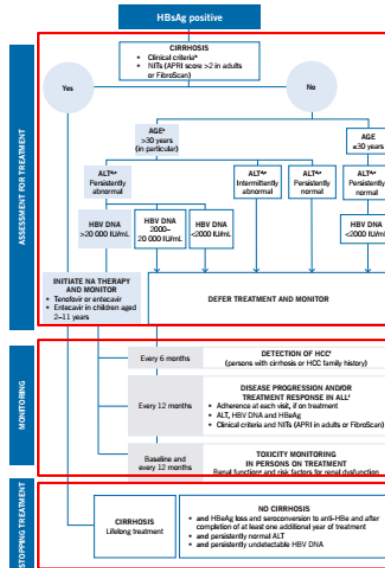 HBsAg positive
ASSESSMENT FOR TREATMENT
CIRRHOSIS
• Clinical criteriaᵃ
• NITs (APRI score >2 in adults
or FibroScan)
Yes
No
AGEᵇ
>30 years
(in particular)
AGE
≤30 years
ALT
Persistently
abnormal
ALT
Intermittently
abnormal
ALT
Persistently
normal
ALT
Persistently
normal
HBV DNA
>20 000 IU/mL
HBV DNA
2000–
20 000 IU/mL
HBV DNA
<2000 IU/mL
HBV DNA
<2000 IU/mL
INITIATE NA THERAPY
AND MONITOR
• Tenofovir or entecavir
• Entecavir in children aged
2–11 years
DEFER TREATMENT AND MONITOR
MONITORING
Every 6 months
DETECTION OF HCC
(persons with cirrhosis or HCC family history)
Every 12 months
DISEASE PROGRESSION AND/OR
TREATMENT RESPONSE IN ALL
• Adherence at each visit, if on treatment
• ALT, HBV DNA and HBeAg
• Clinical criteria and NITs (APRI in adults or FibroScan)
Baseline and
every 12 months
TOXICITY MONITORING
IN PERSONS ON TREATMENT
Renal function and risk factors for renal dysfunction
STOPPING TREATMENT
CIRRHOSIS
Lifelong treatment
NO CIRRHOSIS
• and HBeAg loss and seroconversion to anti-HBe and after
completion of at least one additional year of treatment
• and persistently normal ALT
• and persistently undetectable HBV DNA